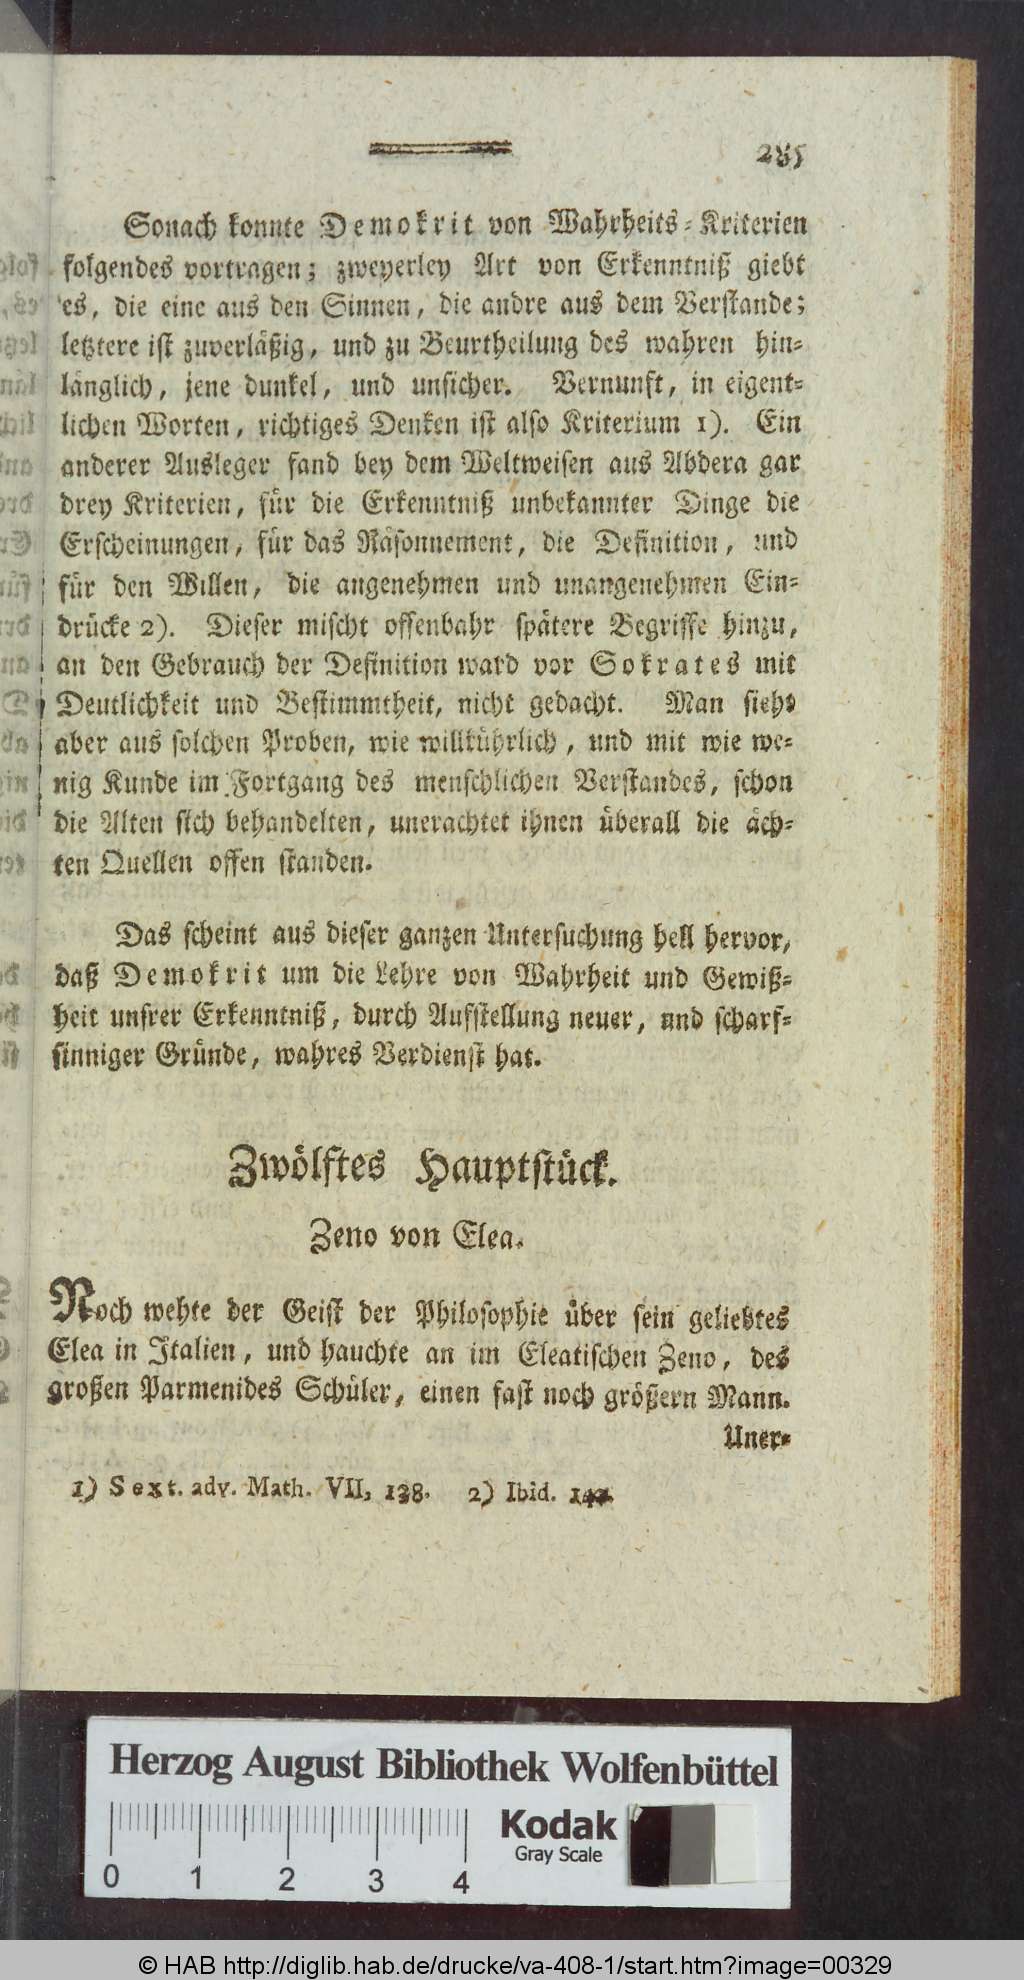 Sonach konnte Demokrit von Wahrheits-Kriterien
folgendes vortragen; zweyerley Art von Erkenntniß giebt
es, die eine aus den Sinnen, die andre aus dem Verstande;
letztere ist zuverläßig, und zu Beurtheilung des wahren hin-
länglich, jene dunkel, und unsicher. Vernunft, in eigent-
lichen Worten, richtiges Denken ist also Kriterium 1). Ein
anderer Ausleger fand bey dem Weltweisen aus Abdera gar
drey Kriterien, für die Erkenntniß unbekannter Dinge die
Erscheinungen, für das Räsonnement, die Definition, und
für den Willen, die angenehmen und unangenehmen Ein-
drücke 2). Dieser mischt offenbahr spätere Begriffe hinzu,
an den Gebrauch der Definition ward vor Sokrates mit
Deutlichkeit und Bestimmtheit, nicht gedacht. Man sieht
aber aus solchen Proben, wie willkührlich, und mit wie we-
nig Kunde im Fortgang des menschlichen Verstandes, schon
die Alten sich behandelten, unerachtet ihnen überall die äch-
ten Quellen offen standen.
Das scheint aus dieser ganzen Untersuchung hell hervor,
daß Demokrit um die Lehre von Wahrheit und Gewiß-
heit unsrer Erkenntniß, durch Aufstellung neuer, und scharf-
sinniger Gründe, wahres Verdienst hat.
Zwölftes Hauptstück.
Zeno von Elea.
Noch wehte der Geist der Philosophie über sein geliebtes
Elea in Italien, und hauchte an im Eleatischen Zeno, des
großen Parmenides Schüler, einen fast noch größern Mann.
Uner-
1) Sext. adv. Math. VII, 138. 2) Ibid.
Herzog August Bibliothek Wolfenbüttel
Kodak
Gray Scale
0 1 2 3 4
© HAB http://diglib.hab.de/drucke/va-408-1/start.htm?image=00329